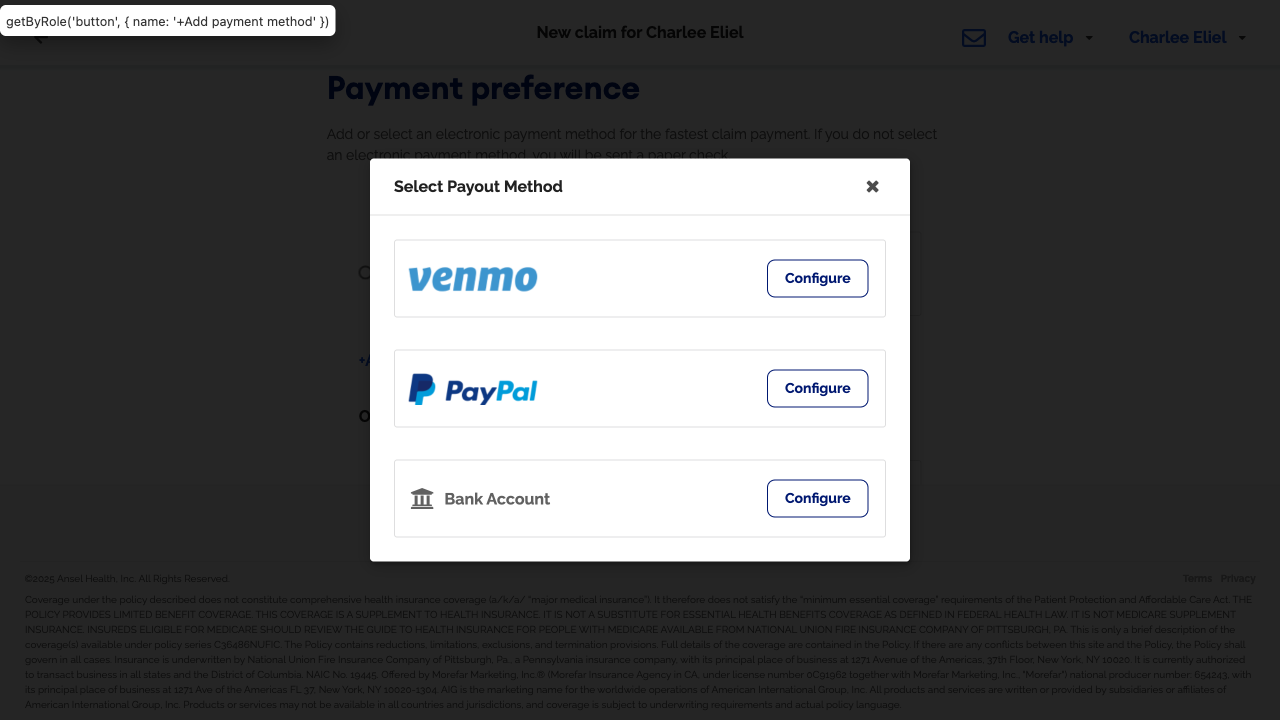 getByRole('button', { name: '+Add payment method' })
New claim for Charlee Eliel
Get help
Charlee Eliel
Payment preference
Add or select an electronic payment method for the fastest claim payment. If you do not select
an electronic payment method, you will be sent a paper check.
Select Payout Method
venmo
Configure
PayPal
Configure
Bank Account
Configure
©2025 Ansel Health, Inc. All Rights Reserved.
Terms Privacy
Coverage under the policy described does not constitute comprehensive health insurance coverage (a/k/a/ "major medical insurance"). It therefore does not satisfy the "minimum essential coverage" requirements of the Patient Protection and Affordable Care Act. THE
POLICY PROVIDES LIMITED BENEFIT COVERAGE. THIS COVERAGE IS A SUPPLEMENT TO HEALTH INSURANCE. IT IS NOT A SUBSTITUTE FOR ESSENTIAL HEALTH BENEFITS COVERAGE AS DEFINED IN FEDERAL HEALTH LAW. IT IS NOT MEDICARE SUPPLEMENT
INSURANCE. INSUREDS ELIGIBLE FOR MEDICARE SHOULD REVIEW THE GUIDE TO HEALTH INSURANCE FOR PEOPLE WITH MEDICARE AVAILABLE FROM NATIONAL UNION FIRE INSURANCE COMPANY OF PITTSBURGH, PA. This is only a brief description of the
coverage(s) available under policy series C36486NUFIC. The Policy contains reductions, limitations, exclusions, and termination provisions. Full details of the coverage are contained in the Policy. If there are any conflicts between this site and the Policy, the Policy shall
govern in all cases. Insurance is underwritten by National Union Fire Insurance Company of Pittsburgh, Pa., a Pennsylvania insurance company, with its principal place of business at 1271 Avenue of the Americas, 37th Floor, New York, NY 10020. It is currently authorized
to transact business in all states and the District of Columbia. NAIC No. 19445. Offered by Morefar Marketing, Inc.® (Morefar Insurance Agency in CA, under license number 0C91962 together with Morefar Marketing, Inc., "Morefar") national producer number: 654243, with
its principal place of business at 1271 Ave of the Americas FL 37, New York, NY 10020-1304. AIG is the marketing name for the worldwide operations of American International Group, Inc. All products and services are written or provided by subsidiaries or affiliates of
American International Group, Inc. Products or services may not be available in all countries and jurisdictions, and coverage is subject to underwriting requirements and actual policy language.